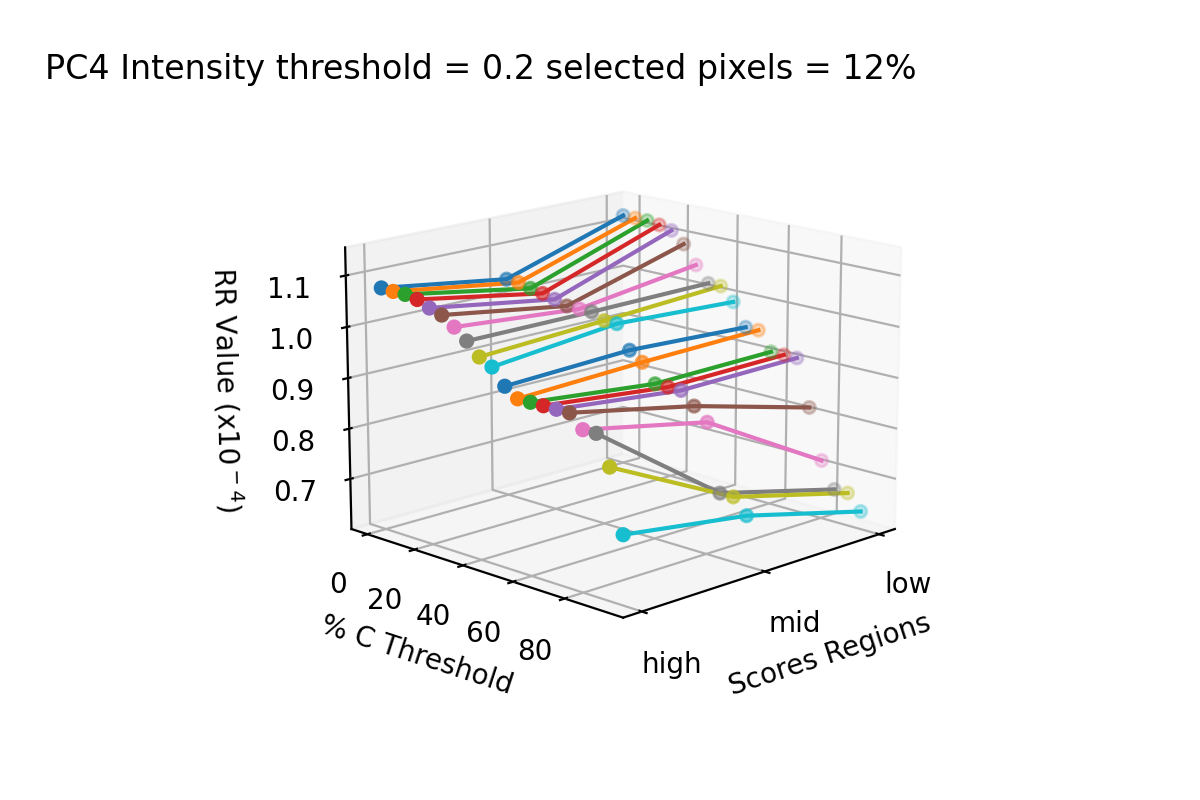 PC4 Intensity threshold = 0.2 selected pixels = 12%
RR Value (x10⁻⁴)
1.1
1.0
0.9
0.8
0.7
0
20
40
60
80
% C Threshold
high
mid
low
Scores Regions